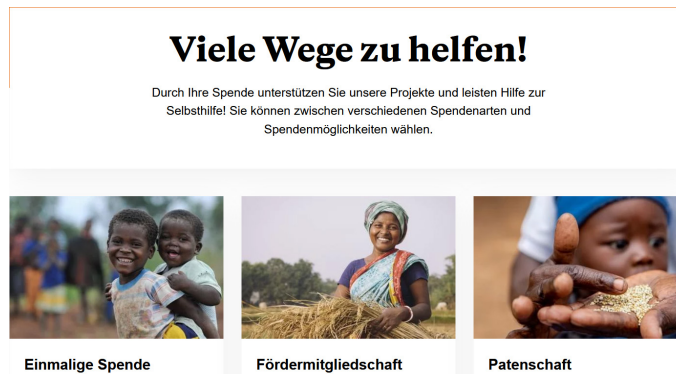 Viele Wege zu helfen!
Durch Ihre Spende unterstützen Sie unsere Projekte und leisten Hilfe zur
Selbsthilfe! Sie können zwischen verschiedenen Spendenarten und
Spendenmöglichkeiten wählen.
Einmalige Spende
Fördermitgliedschaft
Patenschaft